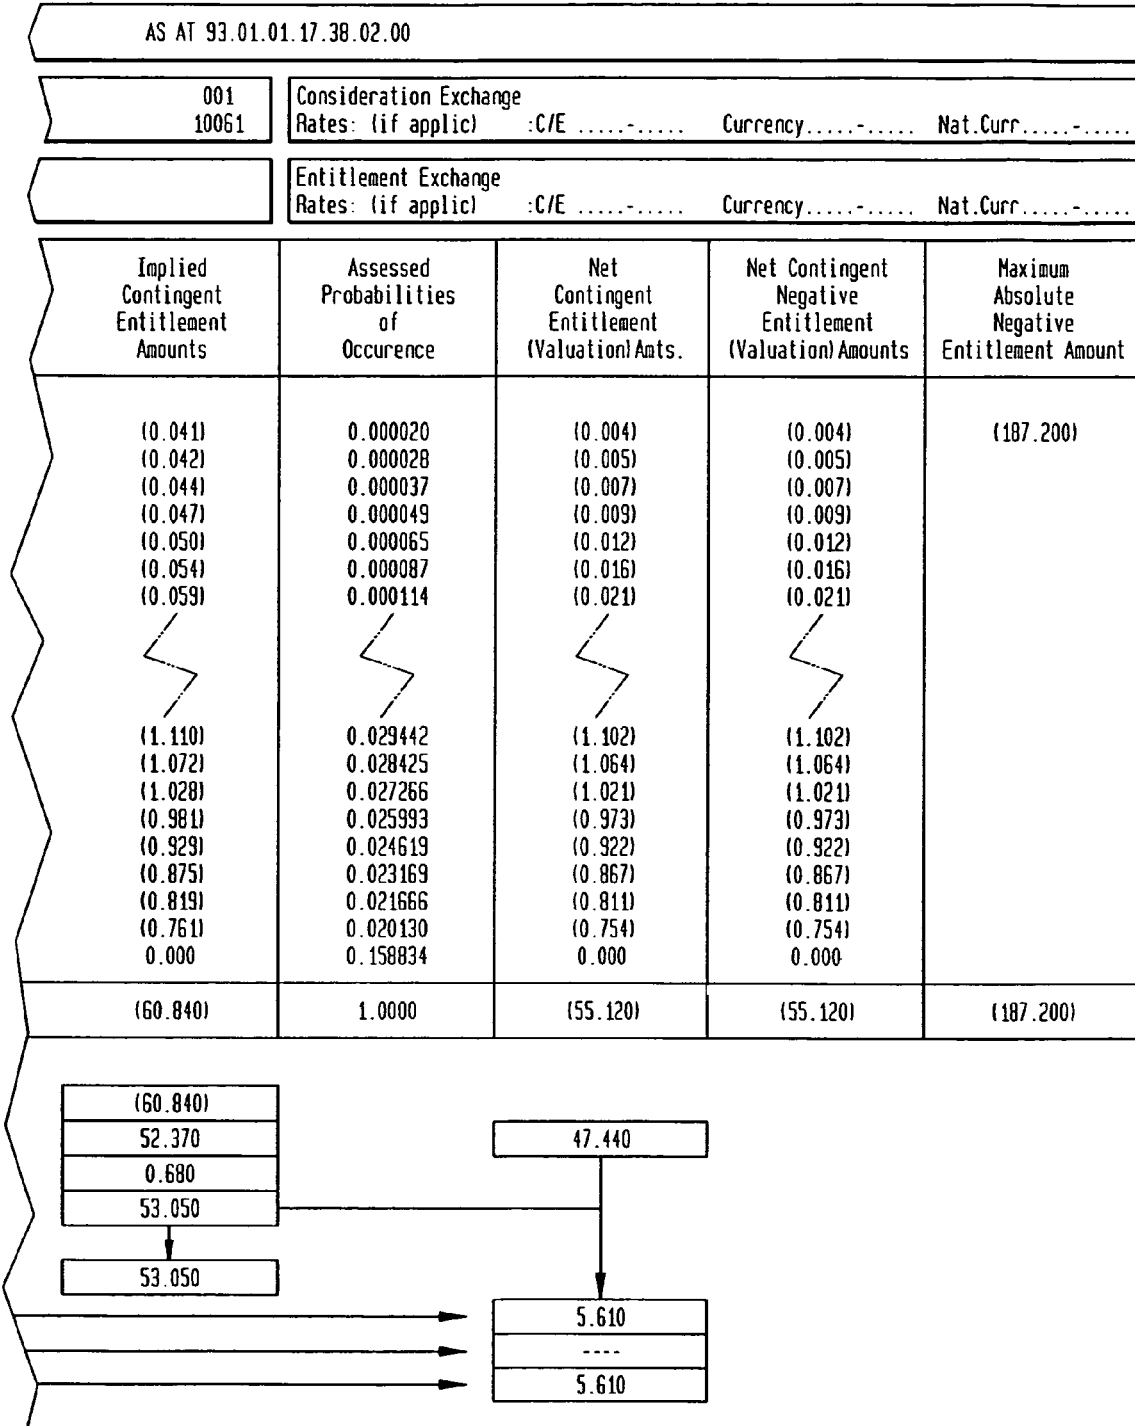 AS AT 93.01.01.17.38.02.00
001
10061
Consideration Exchange
Rates: (if applic) :C/E .....-..... Currency.....-..... Nat.Curr.....-.....
Entitlement Exchange
Rates: (if applic) :C/E .....-..... Currency.....-..... Nat.Curr.....-.....
Implied Contingent Entitlement Amounts
Assessed Probabilities of Occurence
Net Contingent Entitlement (Valuation) Amts.
Net Contingent Negative Entitlement (Valuation) Amounts
Maximum Absolute Negative Entitlement Amount
(0.041) 0.000020 (0.004) (0.004) (187.200)
(0.042) 0.000028 (0.005) (0.005)
(0.044) 0.000037 (0.007) (0.007)
(0.047) 0.000049 (0.009) (0.009)
(0.050) 0.000065 (0.012) (0.012)
(0.054) 0.000087 (0.016) (0.016)
(0.059) 0.000114 (0.021) (0.021)
(1.110) 0.029442 (1.102) (1.102)
(1.072) 0.028425 (1.064) (1.064)
(1.028) 0.027266 (1.021) (1.021)
(0.981) 0.025993 (0.973) (0.973)
(0.929) 0.024619 (0.922) (0.922)
(0.875) 0.023169 (0.867) (0.867)
(0.819) 0.021666 (0.811) (0.811)
(0.761) 0.020130 (0.754) (0.754)
0.000 0.158834 0.000 0.000
(60.840) 1.0000 (55.120) (55.120) (187.200)
(60.840)
52.370 47.440
0.680
53.050
53.050
5.610
----
5.610